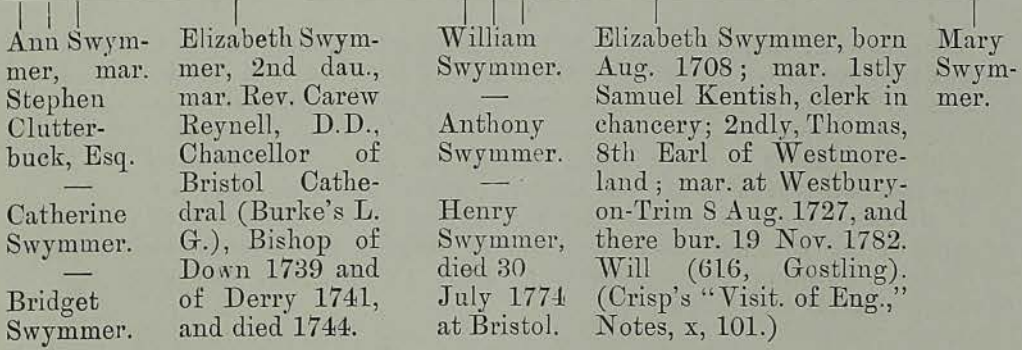 Ann Swym-
mer, mar.
Stephen
Clutter-
buck, Esq.
—
Catherine
Swymmer.
—
Bridget
Swymmer.
Elizabeth Swym-
mer, 2nd dau.,
mar. Rev. Carew
Reynell, D.D.,
Chancellor of
Bristol Cathe-
dral (Burke's L.
G.), Bishop of
Down 1739 and
of Derry 1741,
and died 1744.
William
Swymmer.
—
Anthony
Swymmer.
—
Henry
Swymmer,
died 30
July 1774
at Bristol.
Elizabeth Swymmer, born
Aug. 1708; mar. 1stly
Samuel Kentish, clerk in
chancery; 2ndly, Thomas,
8th Earl of Westmore-
land; mar. at Westbury-
on-Trim 8 Aug. 1727, and
there bur. 19 Nov. 1782.
Will (616, Gostling).
(Crisp's "Visit. of Eng.,"
Notes, x, 101.)
Mary
Swym-
mer.